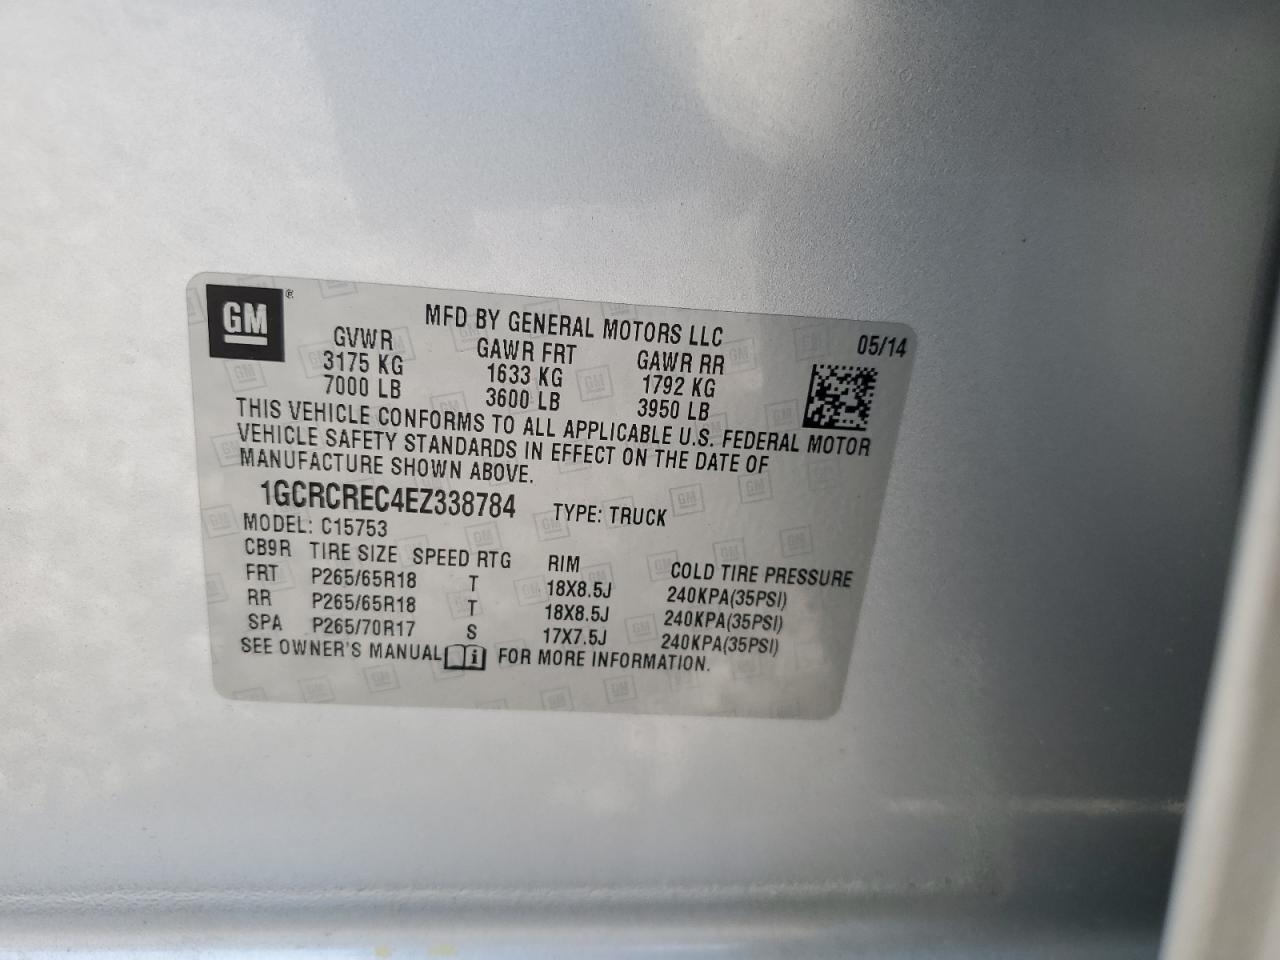 GM ®
MFD BY GENERAL MOTORS LLC 05/14
GVWR GAWR FRT GAWR RR
3175 KG 1633 KG 1792 KG
7000 LB 3600 LB 3950 LB
THIS VEHICLE CONFORMS TO ALL APPLICABLE U.S. FEDERAL MOTOR
VEHICLE SAFETY STANDARDS IN EFFECT ON THE DATE OF
MANUFACTURE SHOWN ABOVE.
1GCRCREC4EZ338784 TYPE: TRUCK
MODEL: C15753
CB9R TIRE SIZE SPEED RTG RIM COLD TIRE PRESSURE
FRT P265/65R18 T 18X8.5J 240KPA(35PSI)
RR P265/65R18 T 18X8.5J 240KPA(35PSI)
SPA P265/70R17 S 17X7.5J 240KPA(35PSI)
SEE OWNER'S MANUAL i FOR MORE INFORMATION.